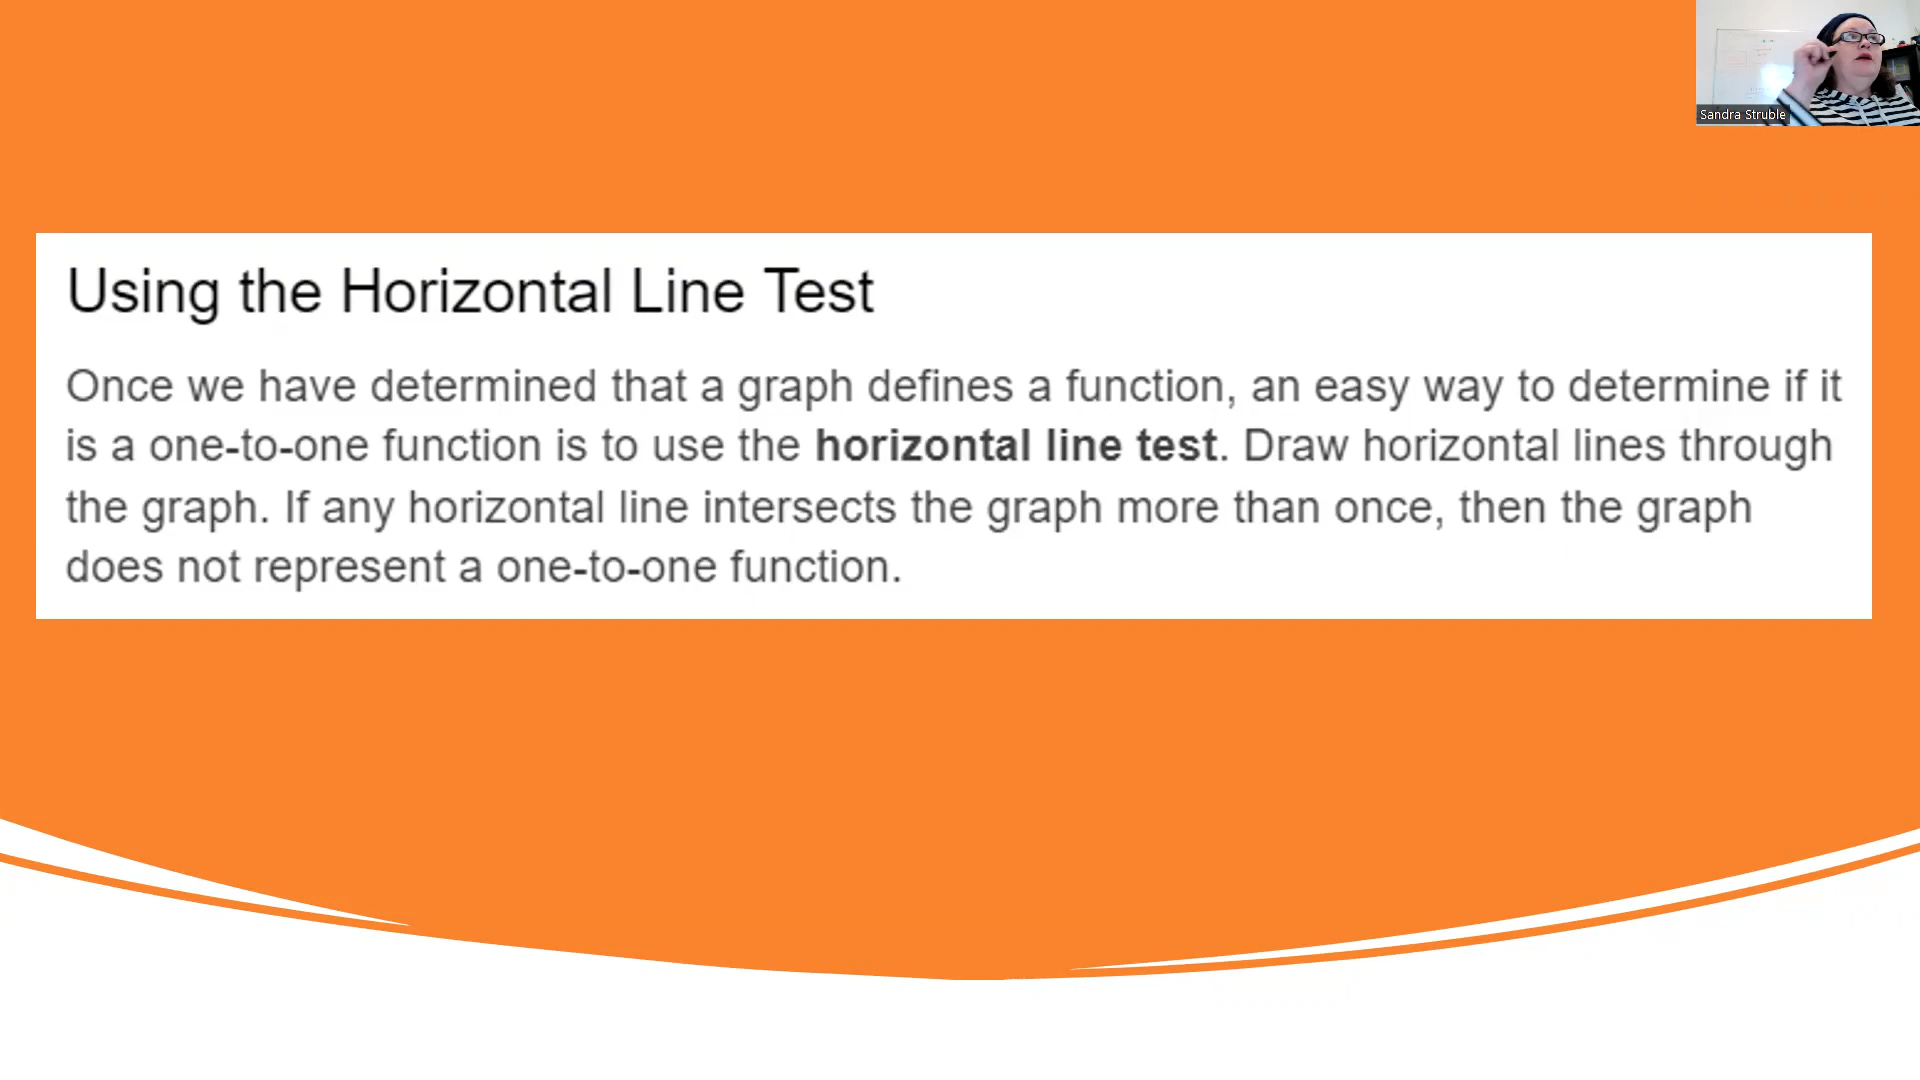 Sandra Struble
Using the Horizontal Line Test
Once we have determined that a graph defines a function, an easy way to determine if it
is a one-to-one function is to use the horizontal line test. Draw horizontal lines through
the graph. If any horizontal line intersects the graph more than once, then the graph
does not represent a one-to-one function.